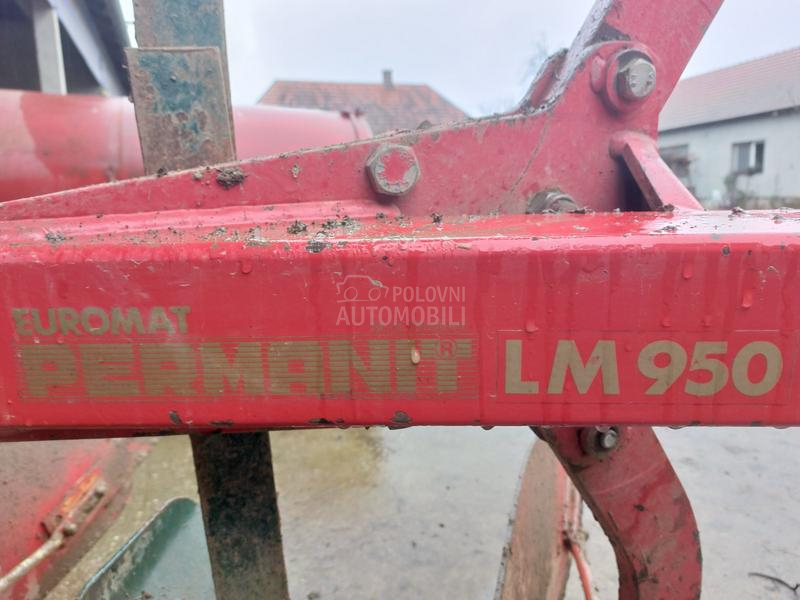 EUROMAT
PERMANIT®
LM 950
POLOVNI
AUTOMOBILI